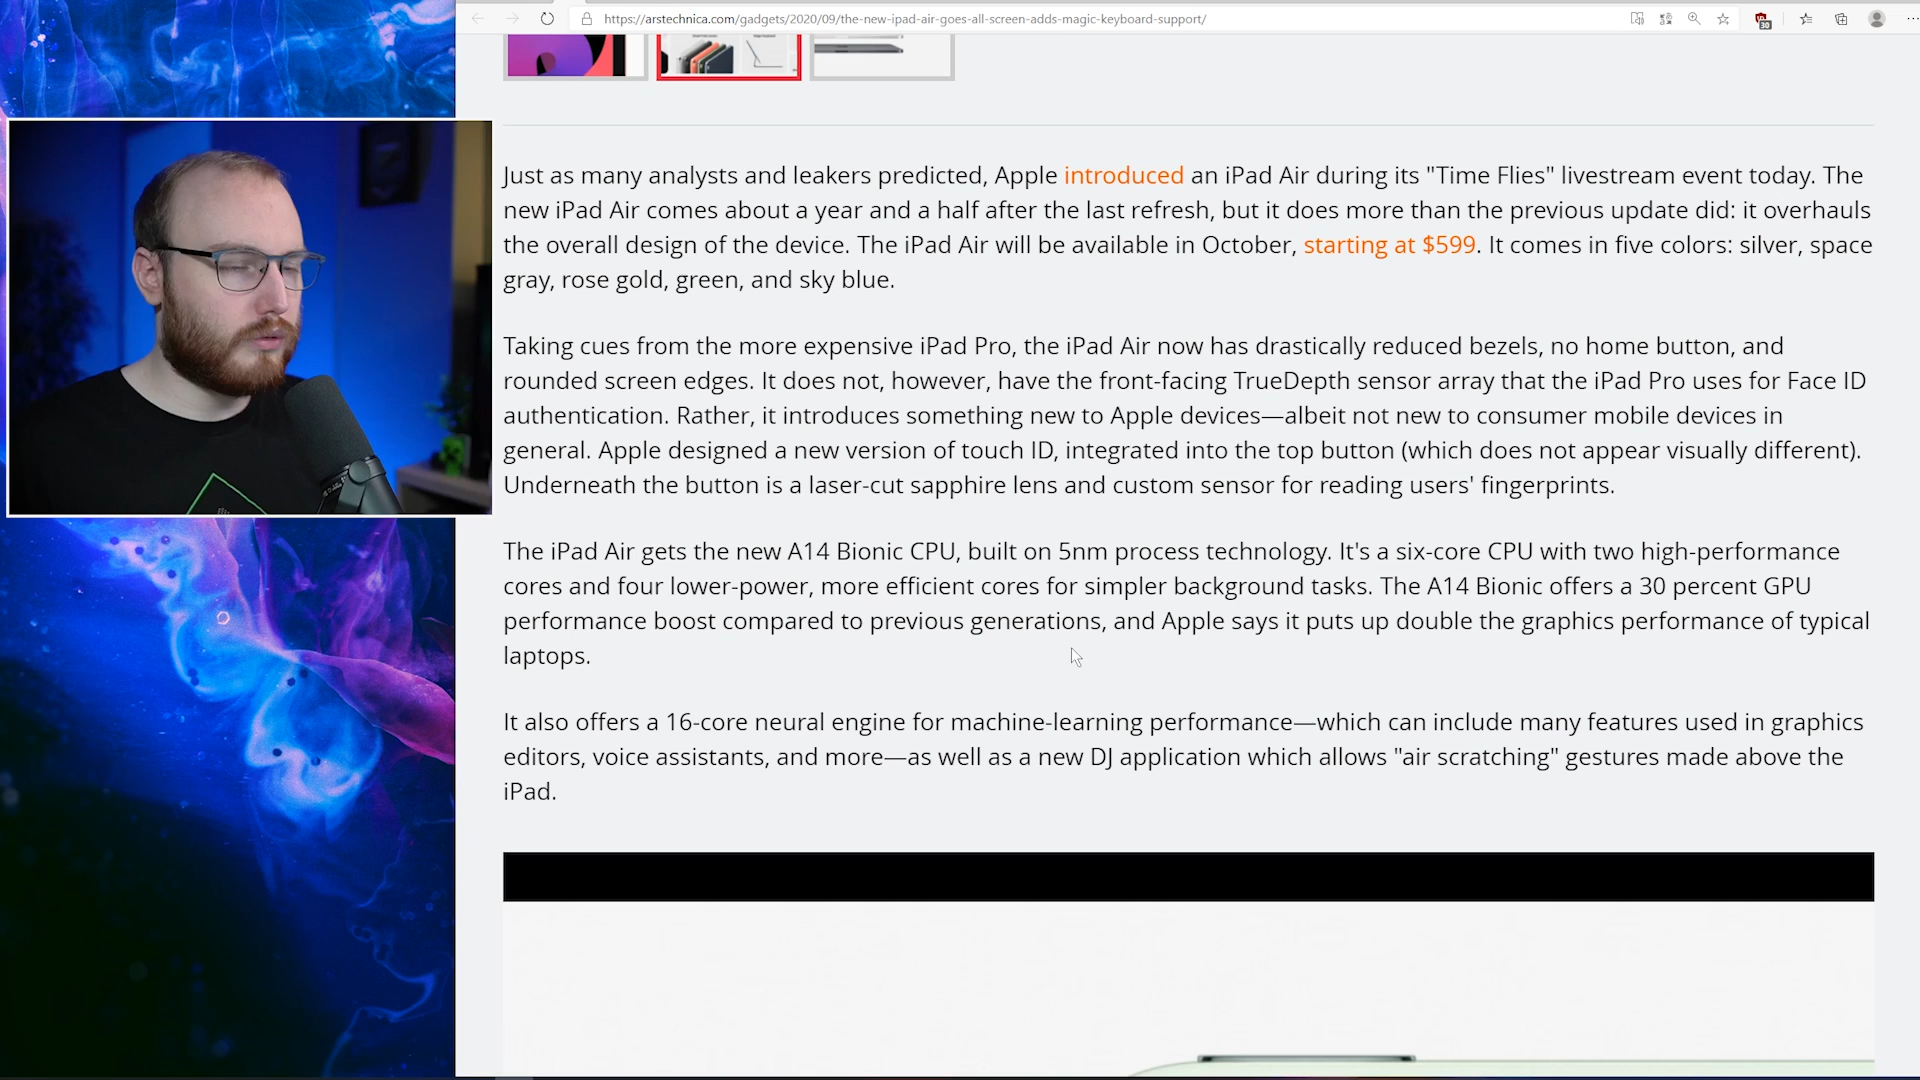 https://arstechnica.com/gadgets/2020/09/the-new-ipad-air-goes-all-screen-adds-magic-keyboard-support/
Just as many analysts and leakers predicted, Apple introduced an iPad Air during its "Time Flies" livestream event today. The
new iPad Air comes about a year and a half after the last refresh, but it does more than the previous update did: it overhauls
the overall design of the device. The iPad Air will be available in October, starting at $599. It comes in five colors: silver, space
gray, rose gold, green, and sky blue.
Taking cues from the more expensive iPad Pro, the iPad Air now has drastically reduced bezels, no home button, and
rounded screen edges. It does not, however, have the front-facing TrueDepth sensor array that the iPad Pro uses for Face ID
authentication. Rather, it introduces something new to Apple devices—albeit not new to consumer mobile devices in
general. Apple designed a new version of touch ID, integrated into the top button (which does not appear visually different).
Underneath the button is a laser-cut sapphire lens and custom sensor for reading users' fingerprints.
The iPad Air gets the new A14 Bionic CPU, built on 5nm process technology. It's a six-core CPU with two high-performance
cores and four lower-power, more efficient cores for simpler background tasks. The A14 Bionic offers a 30 percent GPU
performance boost compared to previous generations, and Apple says it puts up double the graphics performance of typical
laptops.
It also offers a 16-core neural engine for machine-learning performance—which can include many features used in graphics
editors, voice assistants, and more—as well as a new DJ application which allows "air scratching" gestures made above the
iPad.